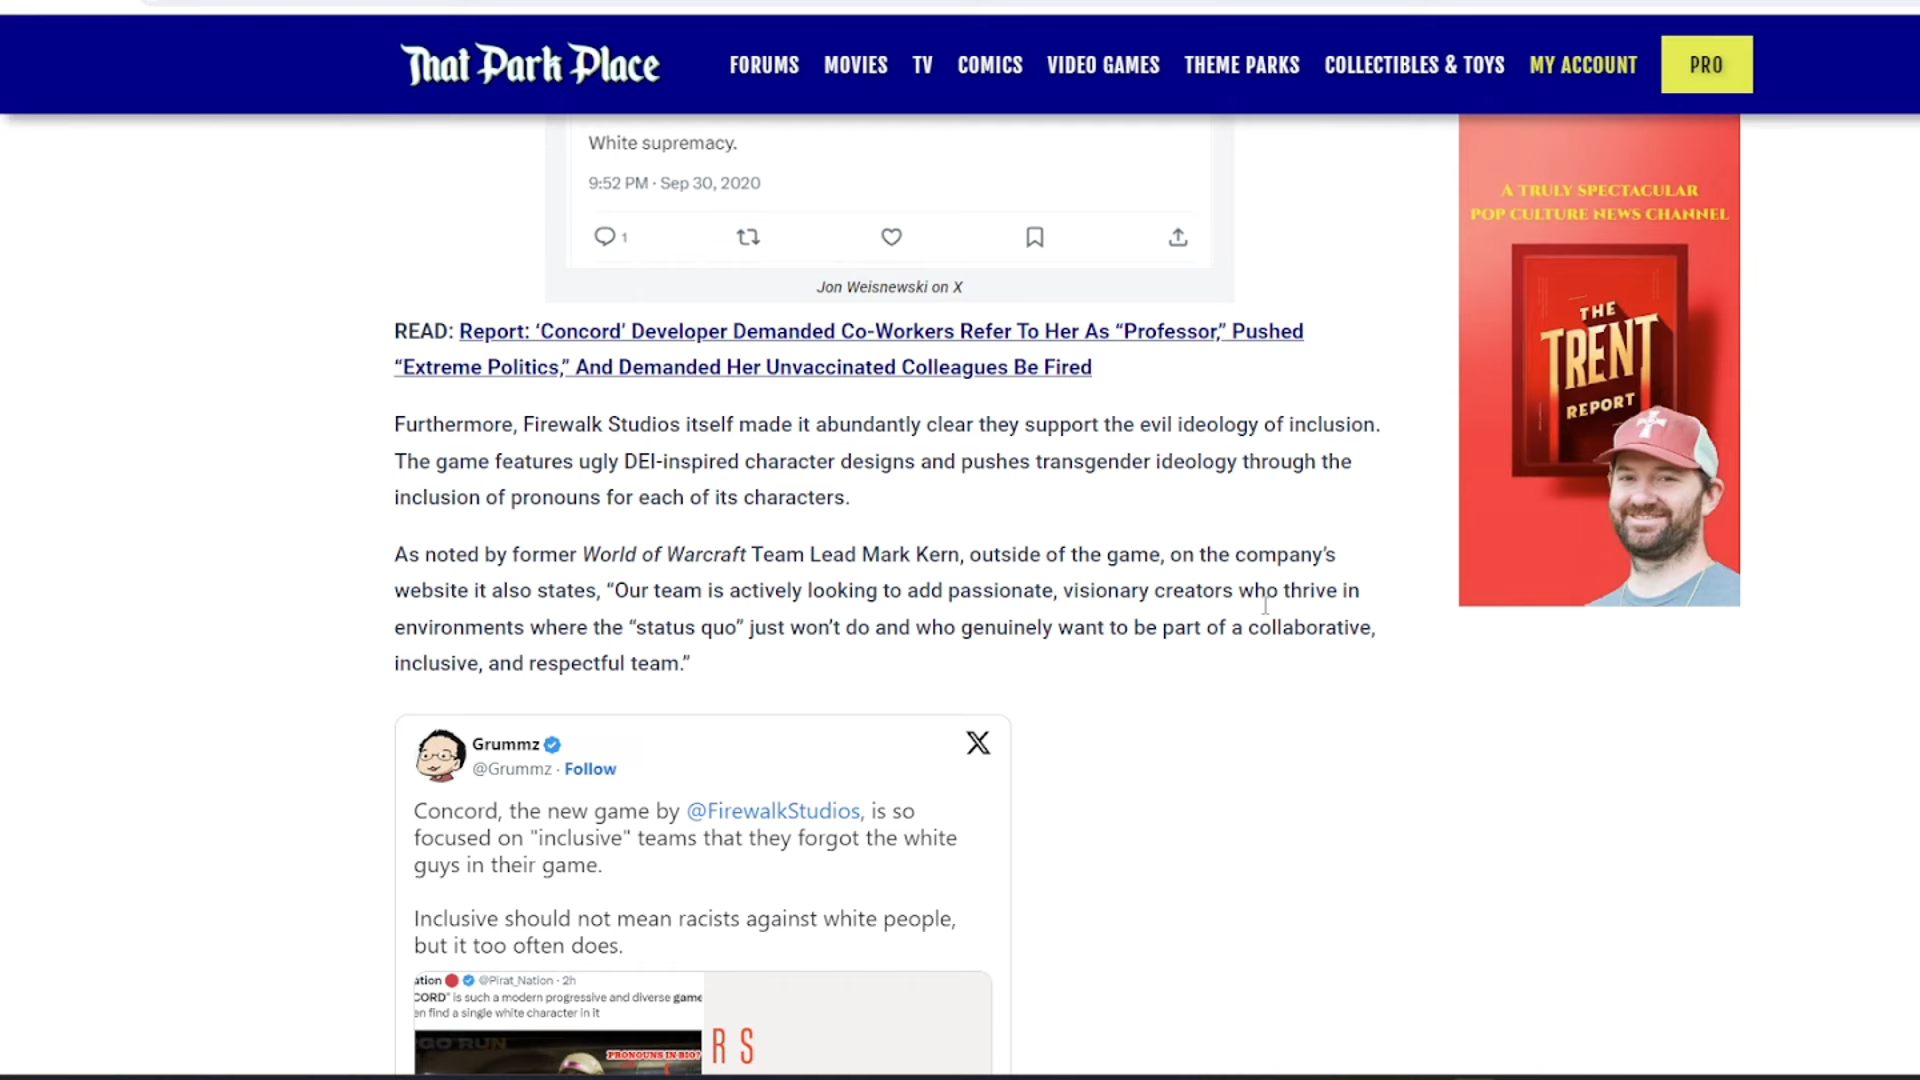 That Park Place
FORUMS MOVIES TV COMICS VIDEO GAMES THEME PARKS COLLECTIBLES & TOYS MY ACCOUNT PRO
White supremacy.
9:52 PM · Sep 30, 2020
1
Jon Weisnewski on X
READ: Report: ‘Concord’ Developer Demanded Co-Workers Refer To Her As “Professor,” Pushed
“Extreme Politics,” And Demanded Her Unvaccinated Colleagues Be Fired
Furthermore, Firewalk Studios itself made it abundantly clear they support the evil ideology of inclusion.
The game features ugly DEI-inspired character designs and pushes transgender ideology through the
inclusion of pronouns for each of its characters.
As noted by former World of Warcraft Team Lead Mark Kern, outside of the game, on the company’s
website it also states, “Our team is actively looking to add passionate, visionary creators who thrive in
environments where the “status quo” just won’t do and who genuinely want to be part of a collaborative,
inclusive, and respectful team.”
Grummz
@Grummz · Follow
Concord, the new game by @FirewalkStudios, is so
focused on "inclusive" teams that they forgot the white
guys in their game.
Inclusive should not mean racists against white people,
but it too often does.
ation @Pirat_Nation · 2h
CORD" is such a modern progressive and diverse game
en find a single white character in it
GO RUN
PRONOUNS IN BIO?
RS
A TRULY SPECTACULAR
POP CULTURE NEWS CHANNEL
THE
TRENT
REPORT